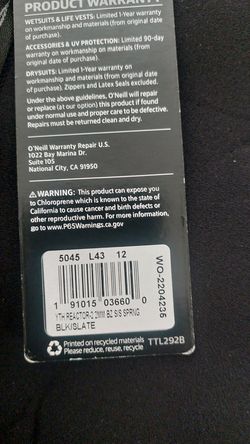 PRODUCT WARRANTY
WETSUITS & LIFE VESTS: Limited 1-Year warranty
on workmanship and materials (from original date
of purchase).
ACCESSORIES & UV PROTECTION: Limited 90-day
warranty on workmanship on materials (from
original date of purchase).
DRYSUITS: Limited 1-Year warranty on
workmanship and materials (from original date
of purchase). Zippers and Latex Seals excluded.
Under the above guidelines, O'Neill will repair
or replace (at our option) this product if found
under normal use and proper care to be defective.
Repairs must be returned clean and dry.
O'Neill Warranty Repair U.S.
1022 Bay Marina Dr.
Suite 105
National City, CA 91950
⚠WARNING: This product can expose you
to Chloroprene which is known to the state of
California to cause cancer and birth defects or
other reproductive harm. For more information,
go to www.P65Warnings.ca.gov
5045 L43 12
1 91015 03660 0
YTH REACTOR-2 2MM BZ S/S SPRNG
BLK/SLATE
WO-2204236
Printed on recycled materials
Please reduce, reuse, recycle
TTL292B